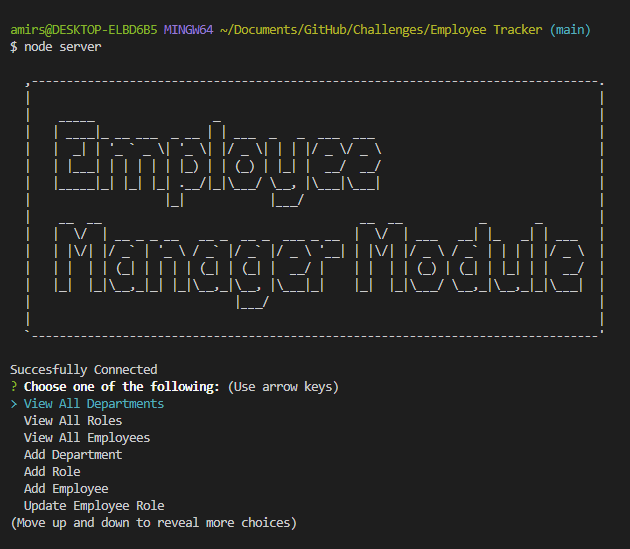 amirs@DESKTOP-ELBD6B5 MINGW64 ~/Documents/GitHub/Challenges/Employee Tracker (main)
$ node server
Employee
Manager Module
Succesfully Connected
? Choose one of the following: (Use arrow keys)
> View All Departments
View All Roles
View All Employees
Add Department
Add Role
Add Employee
Update Employee Role
(Move up and down to reveal more choices)